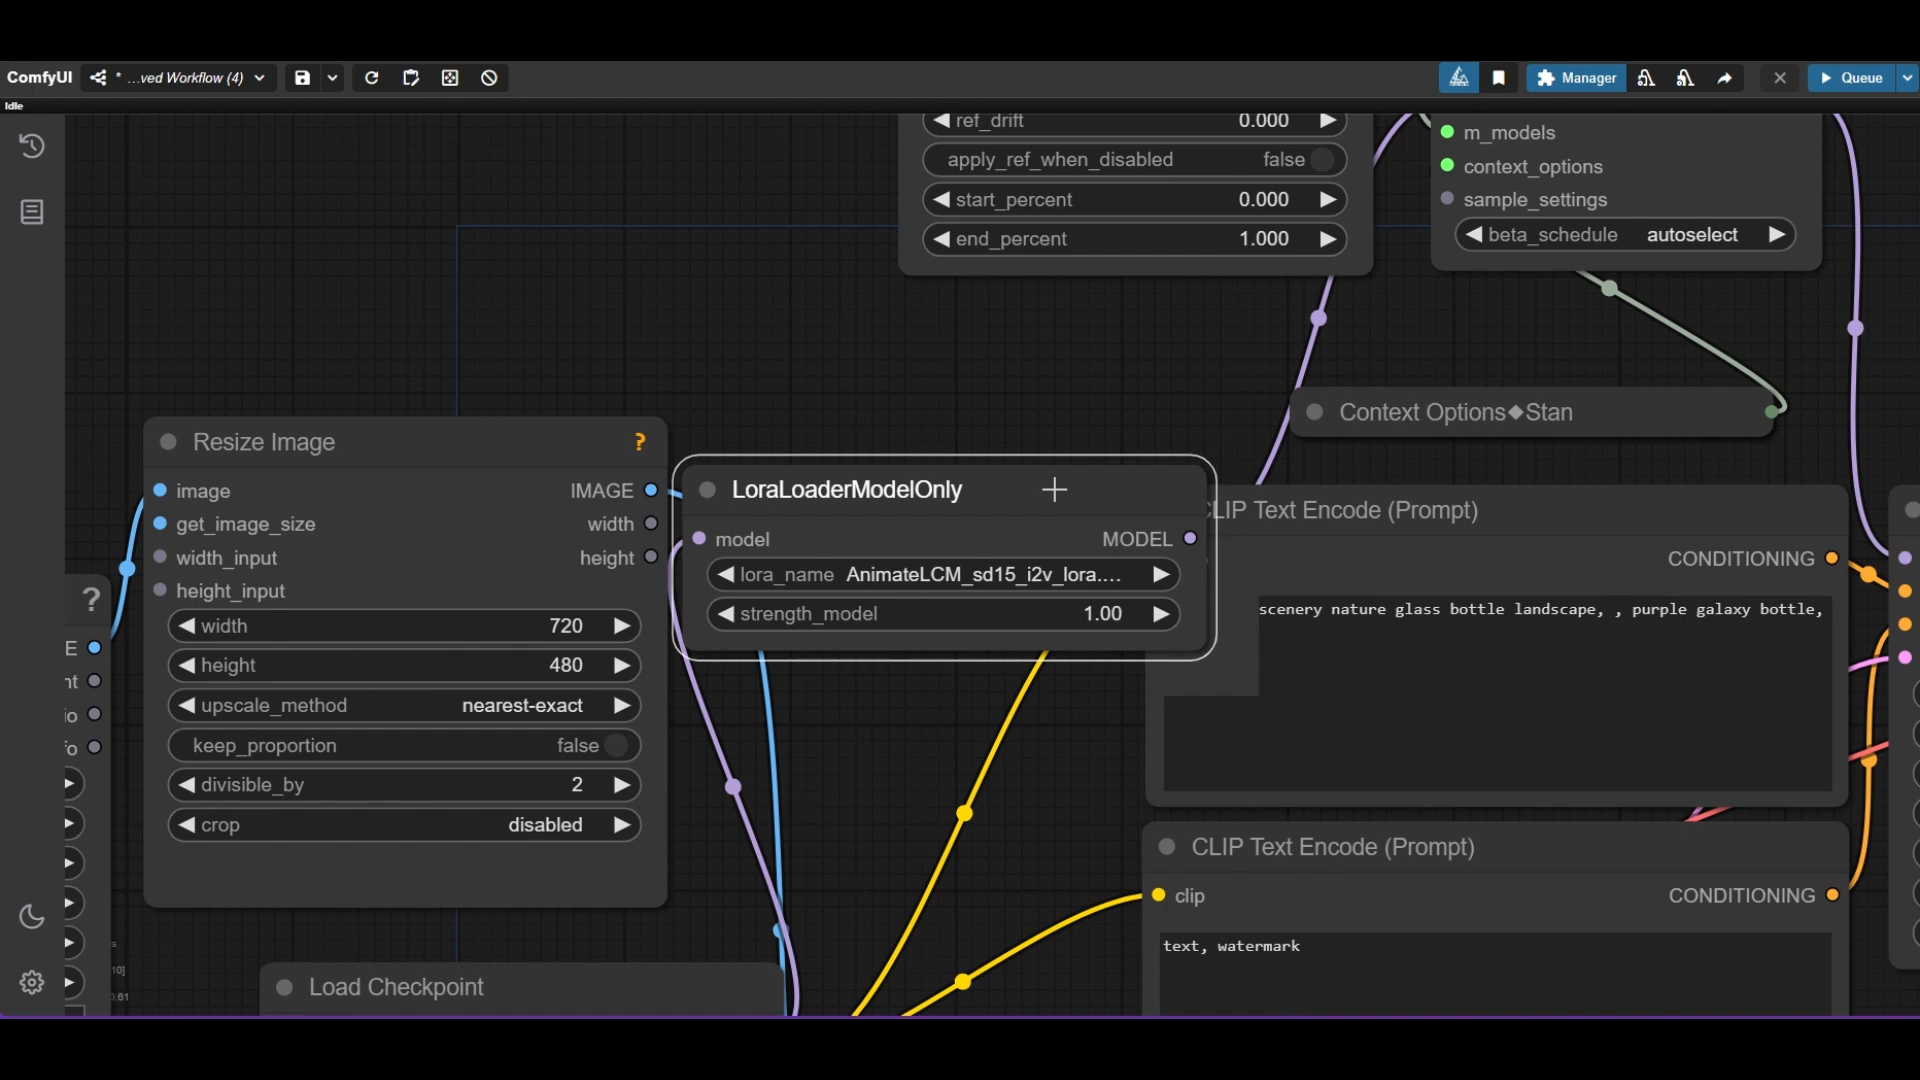 ComfyUI
* ...ved Workflow (4)
Manager
Queue
Idle
ref_drift 0.000
apply_ref_when_disabled false
start_percent 0.000
end_percent 1.000
m_models
context_options
sample_settings
beta_schedule autoselect
Context Options◆Stan
Resize Image ?
image IMAGE
get_image_size width
width_input height
height_input
width 720
height 480
upscale_method nearest-exact
keep_proportion false
divisible_by 2
crop disabled
?
E
nt
io
fo
LoraLoaderModelOnly
model MODEL
lora_name AnimateLCM_sd15_i2v_lora....
strength_model 1.00
CLIP Text Encode (Prompt)
CONDITIONING
scenery nature glass bottle landscape, , purple galaxy bottle,
CLIP Text Encode (Prompt)
clip CONDITIONING
text, watermark
Load Checkpoint